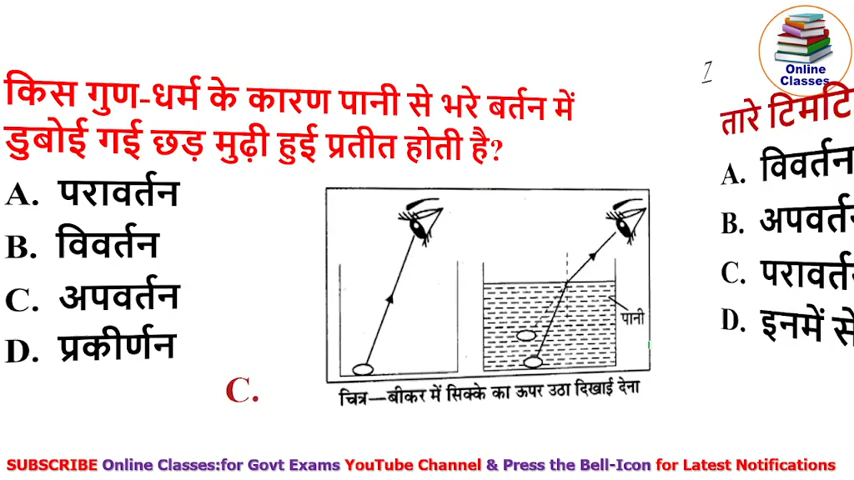 Online
Classes
किस गुण-धर्म के कारण पानी से भरे बर्तन में
डुबोई गई छड़ मुढ़ी हुई प्रतीत होती है?
A. परावर्तन
B. विवर्तन
C. अपवर्तन
D. प्रकीर्णन
C.
पानी
चित्र—बीकर में सिक्के का ऊपर उठा दिखाई देना
7
तारे टिमटि
A. विवर्तन
B. अपवर्तन
C. परावर्तन
D. इनमें से
SUBSCRIBE Online Classes:for Govt Exams YouTube Channel & Press the Bell-Icon for Latest Notifications